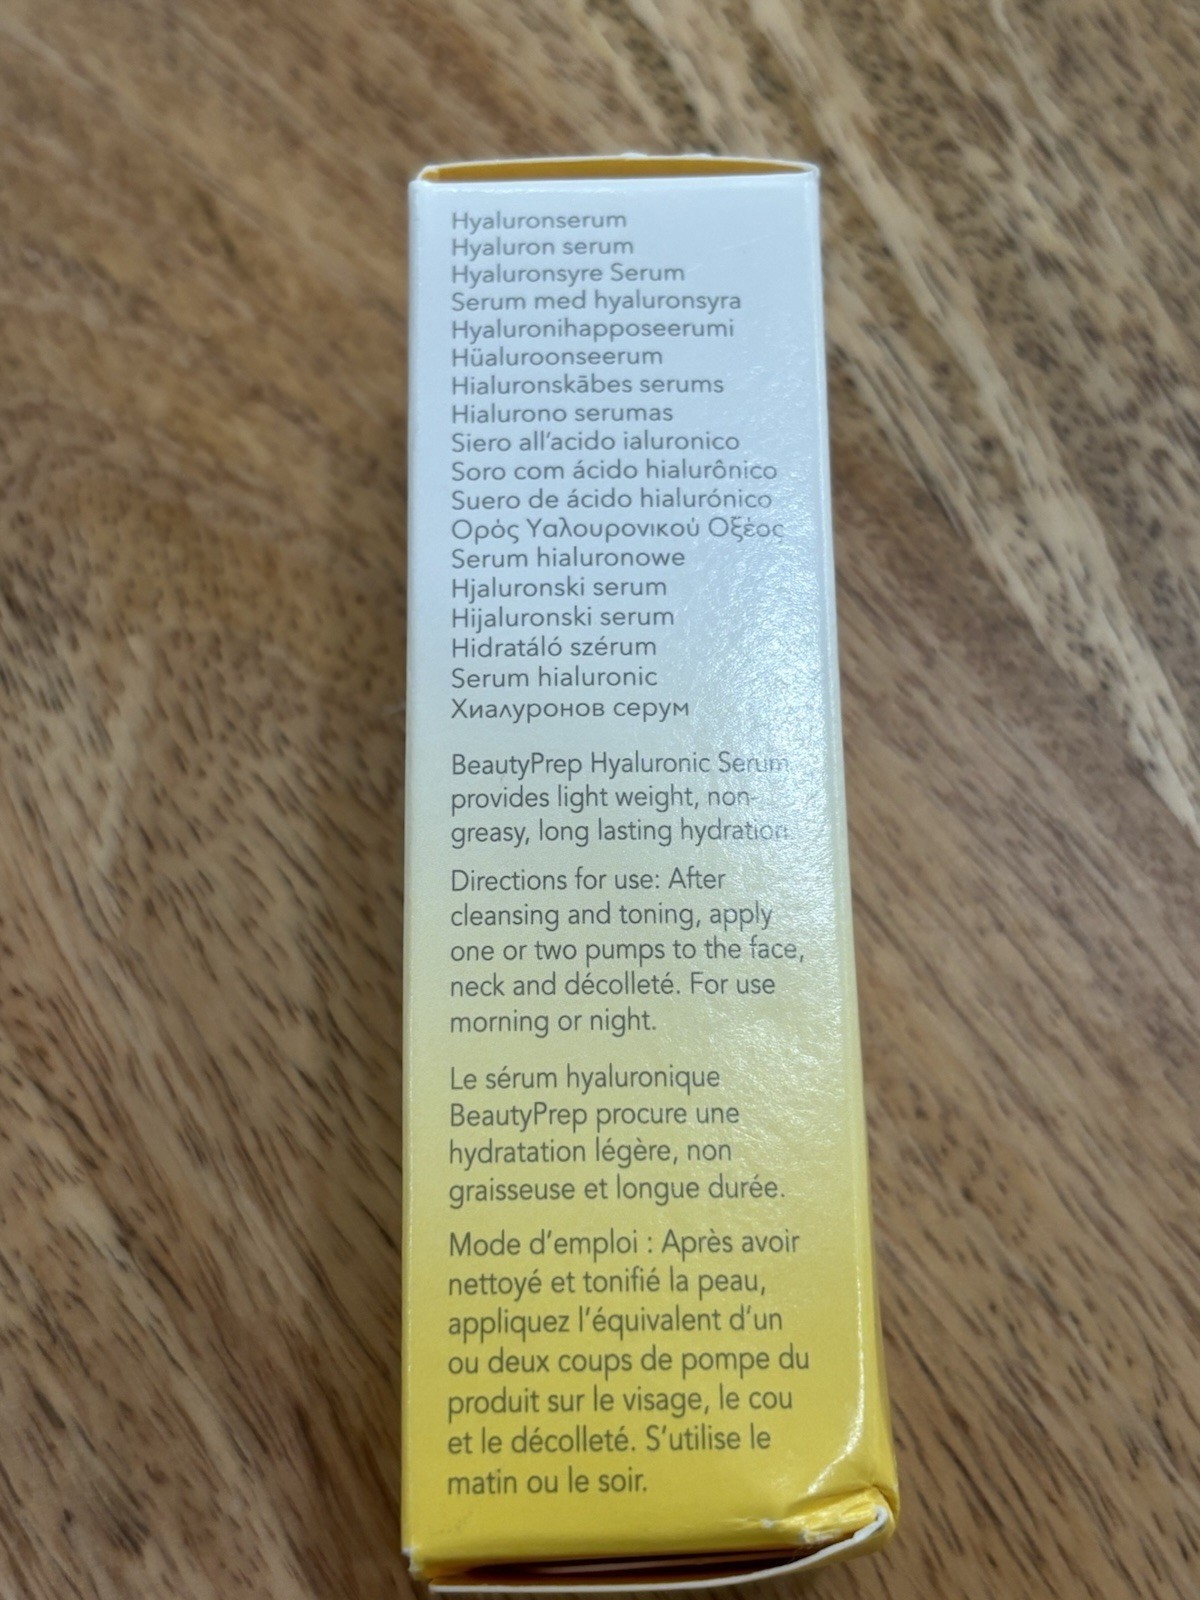 Hyaluronserum
Hyaluron serum
Hyaluronsyre Serum
Serum med hyaluronsyra
Hyaluronihapposeerumi
Hüaluroonseerum
Hialuronskābes serums
Hialurono serumas
Siero all'acido ialuronico
Soro com ácido hialurônico
Suero de ácido hialurónico
Ορός Υαλουρονικού Οξέος
Serum hialuronowe
Hjaluronski serum
Hijaluronski serum
Hidratáló szérum
Serum hialuronic
Хиалуронов серум
BeautyPrep Hyaluronic Serum
provides light weight, non-
greasy, long lasting hydration
Directions for use: After
cleansing and toning, apply
one or two pumps to the face,
neck and décolleté. For use
morning or night.
Le sérum hyaluronique
BeautyPrep procure une
hydratation légère, non
graisseuse et longue durée.
Mode d'emploi : Après avoir
nettoyé et tonifié la peau,
appliquez l'équivalent d'un
ou deux coups de pompe du
produit sur le visage, le cou
et le décolleté. S'utilise le
matin ou le soir.